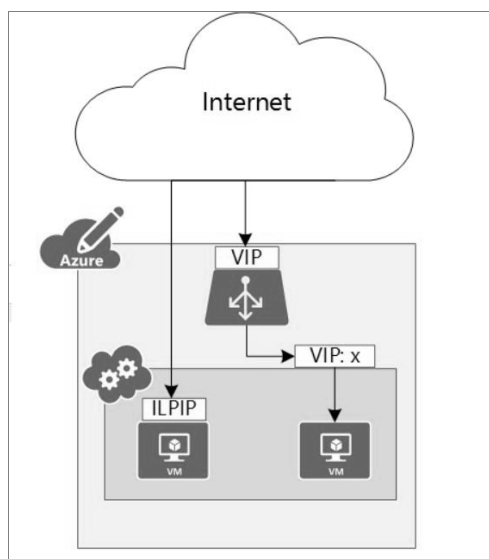 Internet
Azure
VIP
VIP: x
ILPIP
VM
VM